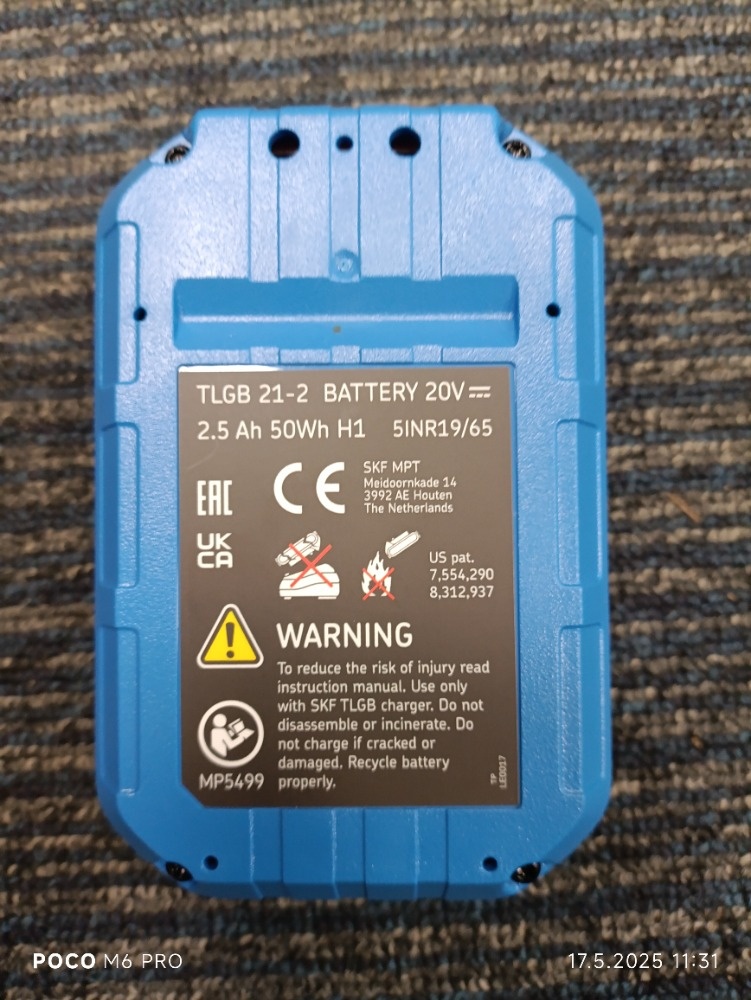 TLGB 21-2 BATTERY 20V
2.5 Ah 50Wh H1 5INR19/65
EAC
CE
SKF MPT
Meidoornkade 14
3992 AE Houten
The Netherlands
UK
CA
US pat.
7,554,290
8,312,937
WARNING
To reduce the risk of injury read
instruction manual. Use only
with SKF TLGB charger. Do not
disassemble or incinerate. Do
not charge if cracked or
damaged. Recycle battery
properly.
MP5499
TP
LE0017
POCO M6 PRO
17.5.2025 11:31